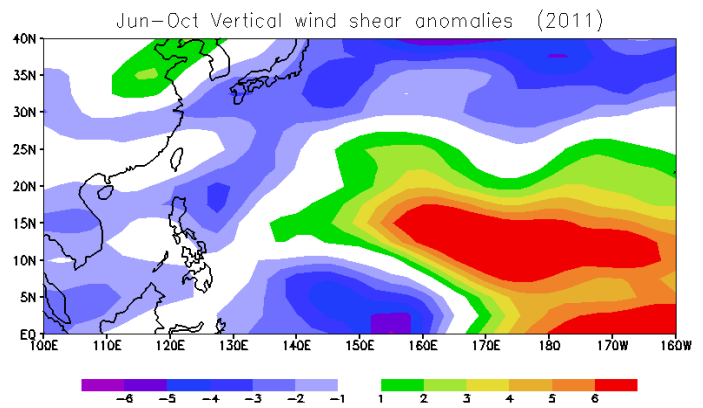 Jun-Oct Vertical wind shear anomalies (2011)
40N
35N
30N
25N
20N
15N
10N
5N
EQ
100E 110E 120E 130E 140E 150E 160E 170E 180 170W 160W
-6 -5 -4 -3 -2 -1 1 2 3 4 5 6